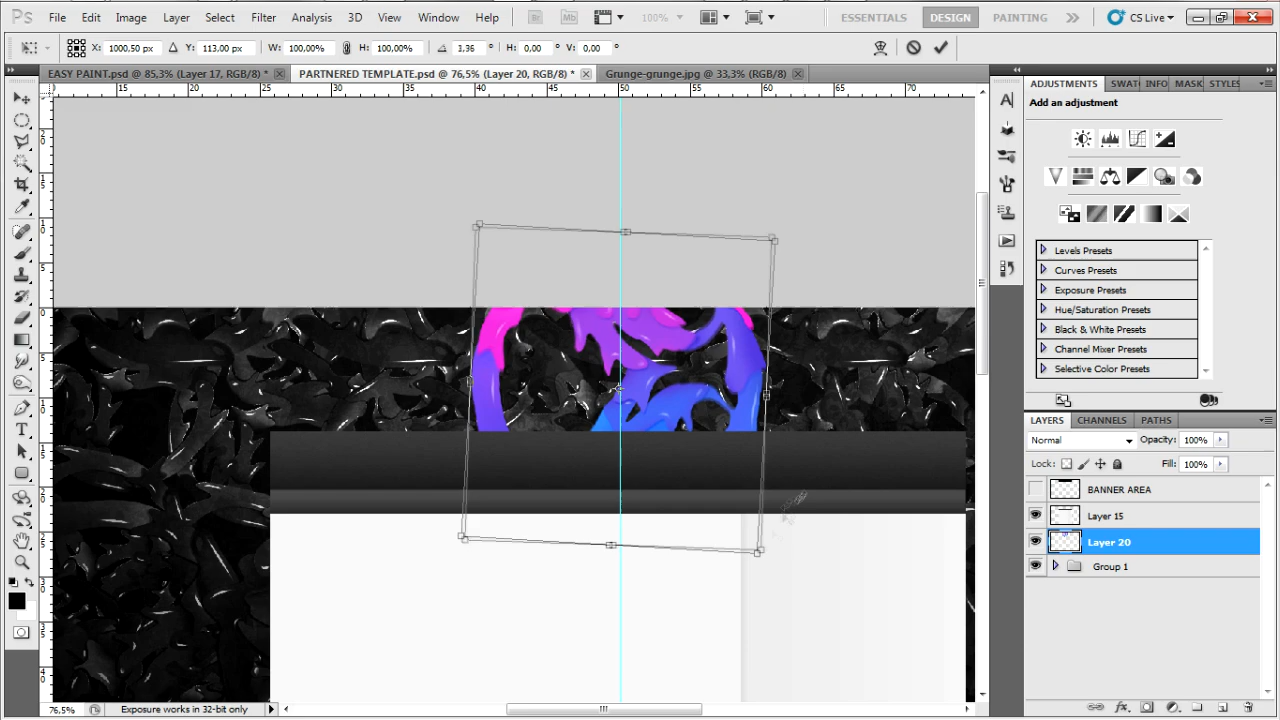 Ps File Edit Image Layer Select Filter Analysis 3D View Window Help Br Mb 100% ESSENTIALS DESIGN PAINTING CS Live
X: 1000.50 px Y: 113.00 px W: 100,00% H: 100,00% 3,36 ° H: 0,00 ° V: 0,00 °
EASY PAINT.psd @ 85,3% (Layer 17, RGB/8) * PARTNERED TEMPLATE.psd @ 76,5% (Layer 20, RGB/8) * Grunge-grunge.jpg @ 33,3% (RGB/8)
ADJUSTMENTS SWAT INFO MASK STYLES
15 20 25 30 35 40 45 50 55 60 65 70
Add an adjustment
Levels Presets
Curves Presets
Exposure Presets
Hue/Saturation Presets
Black & White Presets
Channel Mixer Presets
Selective Color Presets
LAYERS CHANNELS PATHS
Normal Opacity: 100%
Lock: Fill: 100%
BANNER AREA
Layer 15
Layer 20
Group 1
76,5% Exposure works in 32-bit only